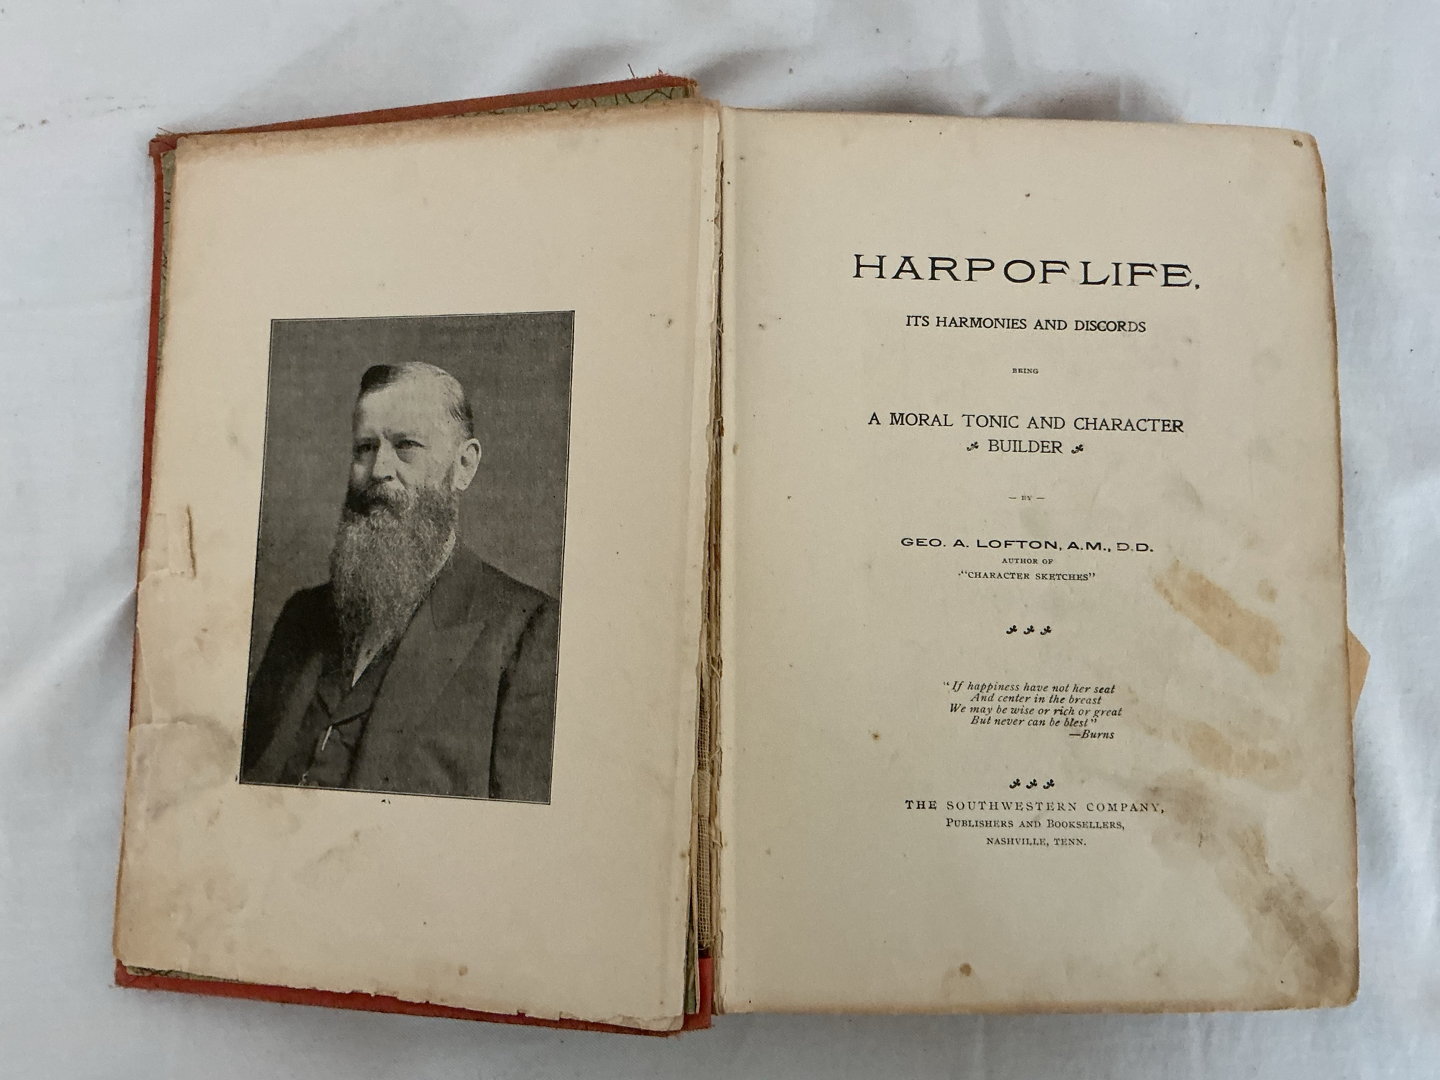 HARP OF LIFE,
ITS HARMONIES AND DISCORDS
BEING
A MORAL TONIC AND CHARACTER
BUILDER
— BY —
GEO. A. LOFTON, A.M., D.D.
AUTHOR OF
"CHARACTER SKETCHES"
"If happiness have not her seat
And center in the breast
We may be wise or rich or great
But never can be blest"
—Burns
THE SOUTHWESTERN COMPANY,
PUBLISHERS AND BOOKSELLERS,
NASHVILLE, TENN.